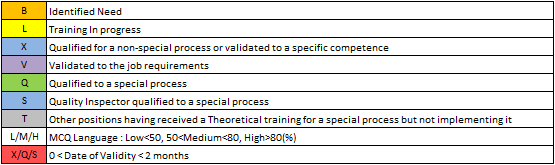 B Identified Need
L Training In progress
X Qualified for a non-special process or validated to a specific competence
V Validated to the job requirements
Q Qualified to a special process
S Quality Inspector qualified to a special process
T Other positions having received a Theoretical training for a special process but not implementing it
L/M/H MCQ Language : Low<50, 50<Medium<80, High>80(%)
X/Q/S 0 < Date of Validity < 2 months